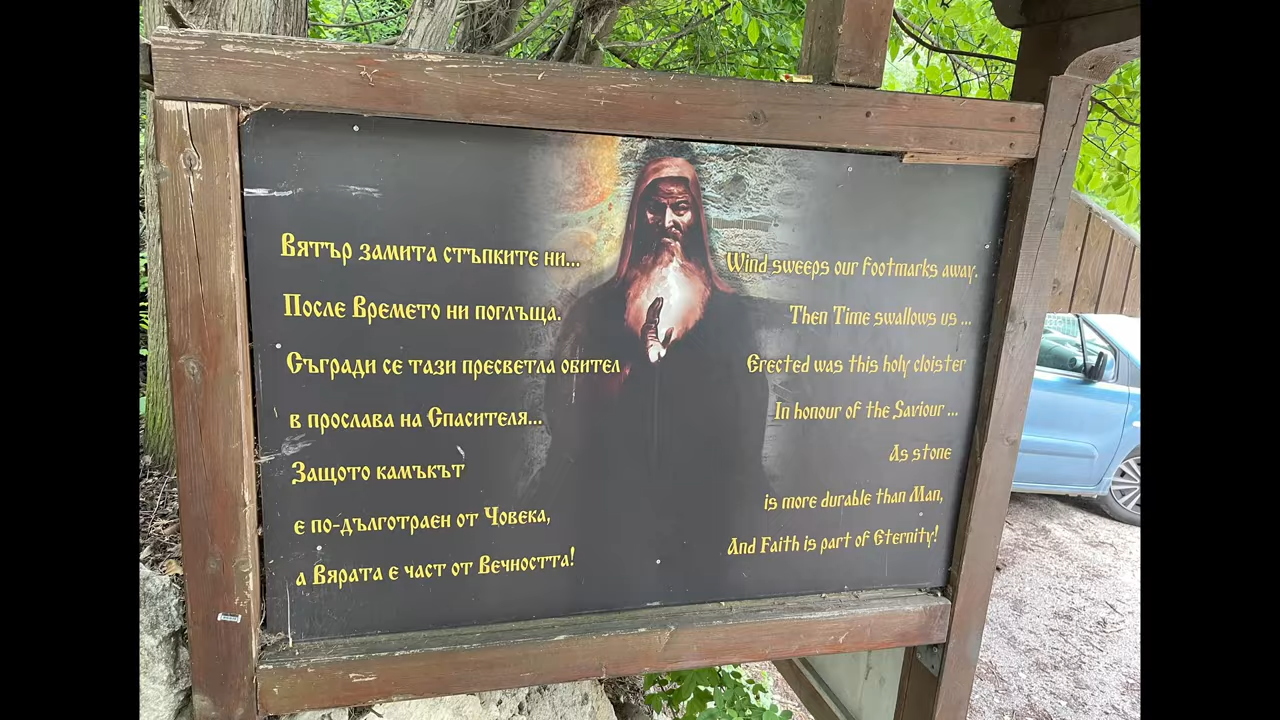 Вятър замита стъпките ни...
После Времето ни поглъща.
Съгради се тази пресветла обител
в прослава на Спасителя...
Защото камъкът
е по-дълготраен от Човека,
а Вярата е част от Вечността!
Wind sweeps our footmarks away.
Then Time swallows us ...
Erected was this holy cloister
In honour of the Saviour ...
As stone
is more durable than Man,
And Faith is part of Eternity!